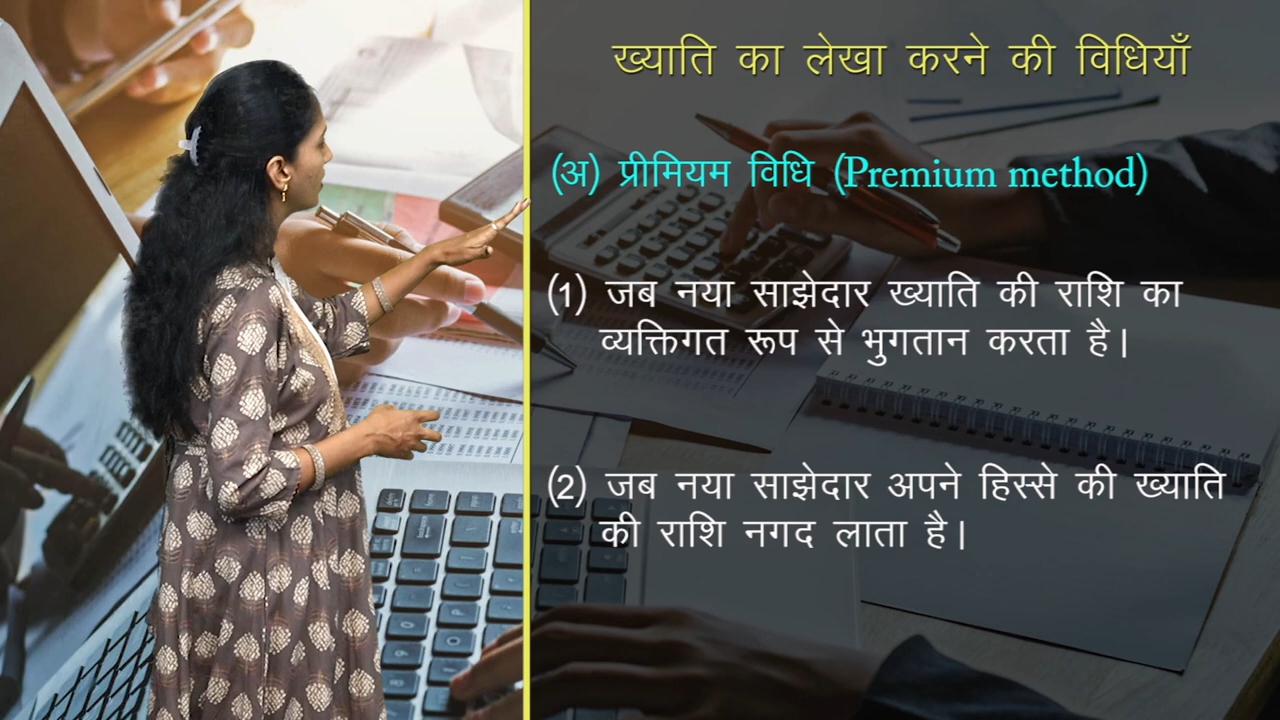 ख्याति का लेखा करने की विधियाँ
(अ) प्रीमियम विधि (Premium method)
(1) जब नया साझेदार ख्याति की राशि का
व्यक्तिगत रूप से भुगतान करता है।
(2) जब नया साझेदार अपने हिस्से की ख्याति
की राशि नगद लाता है।